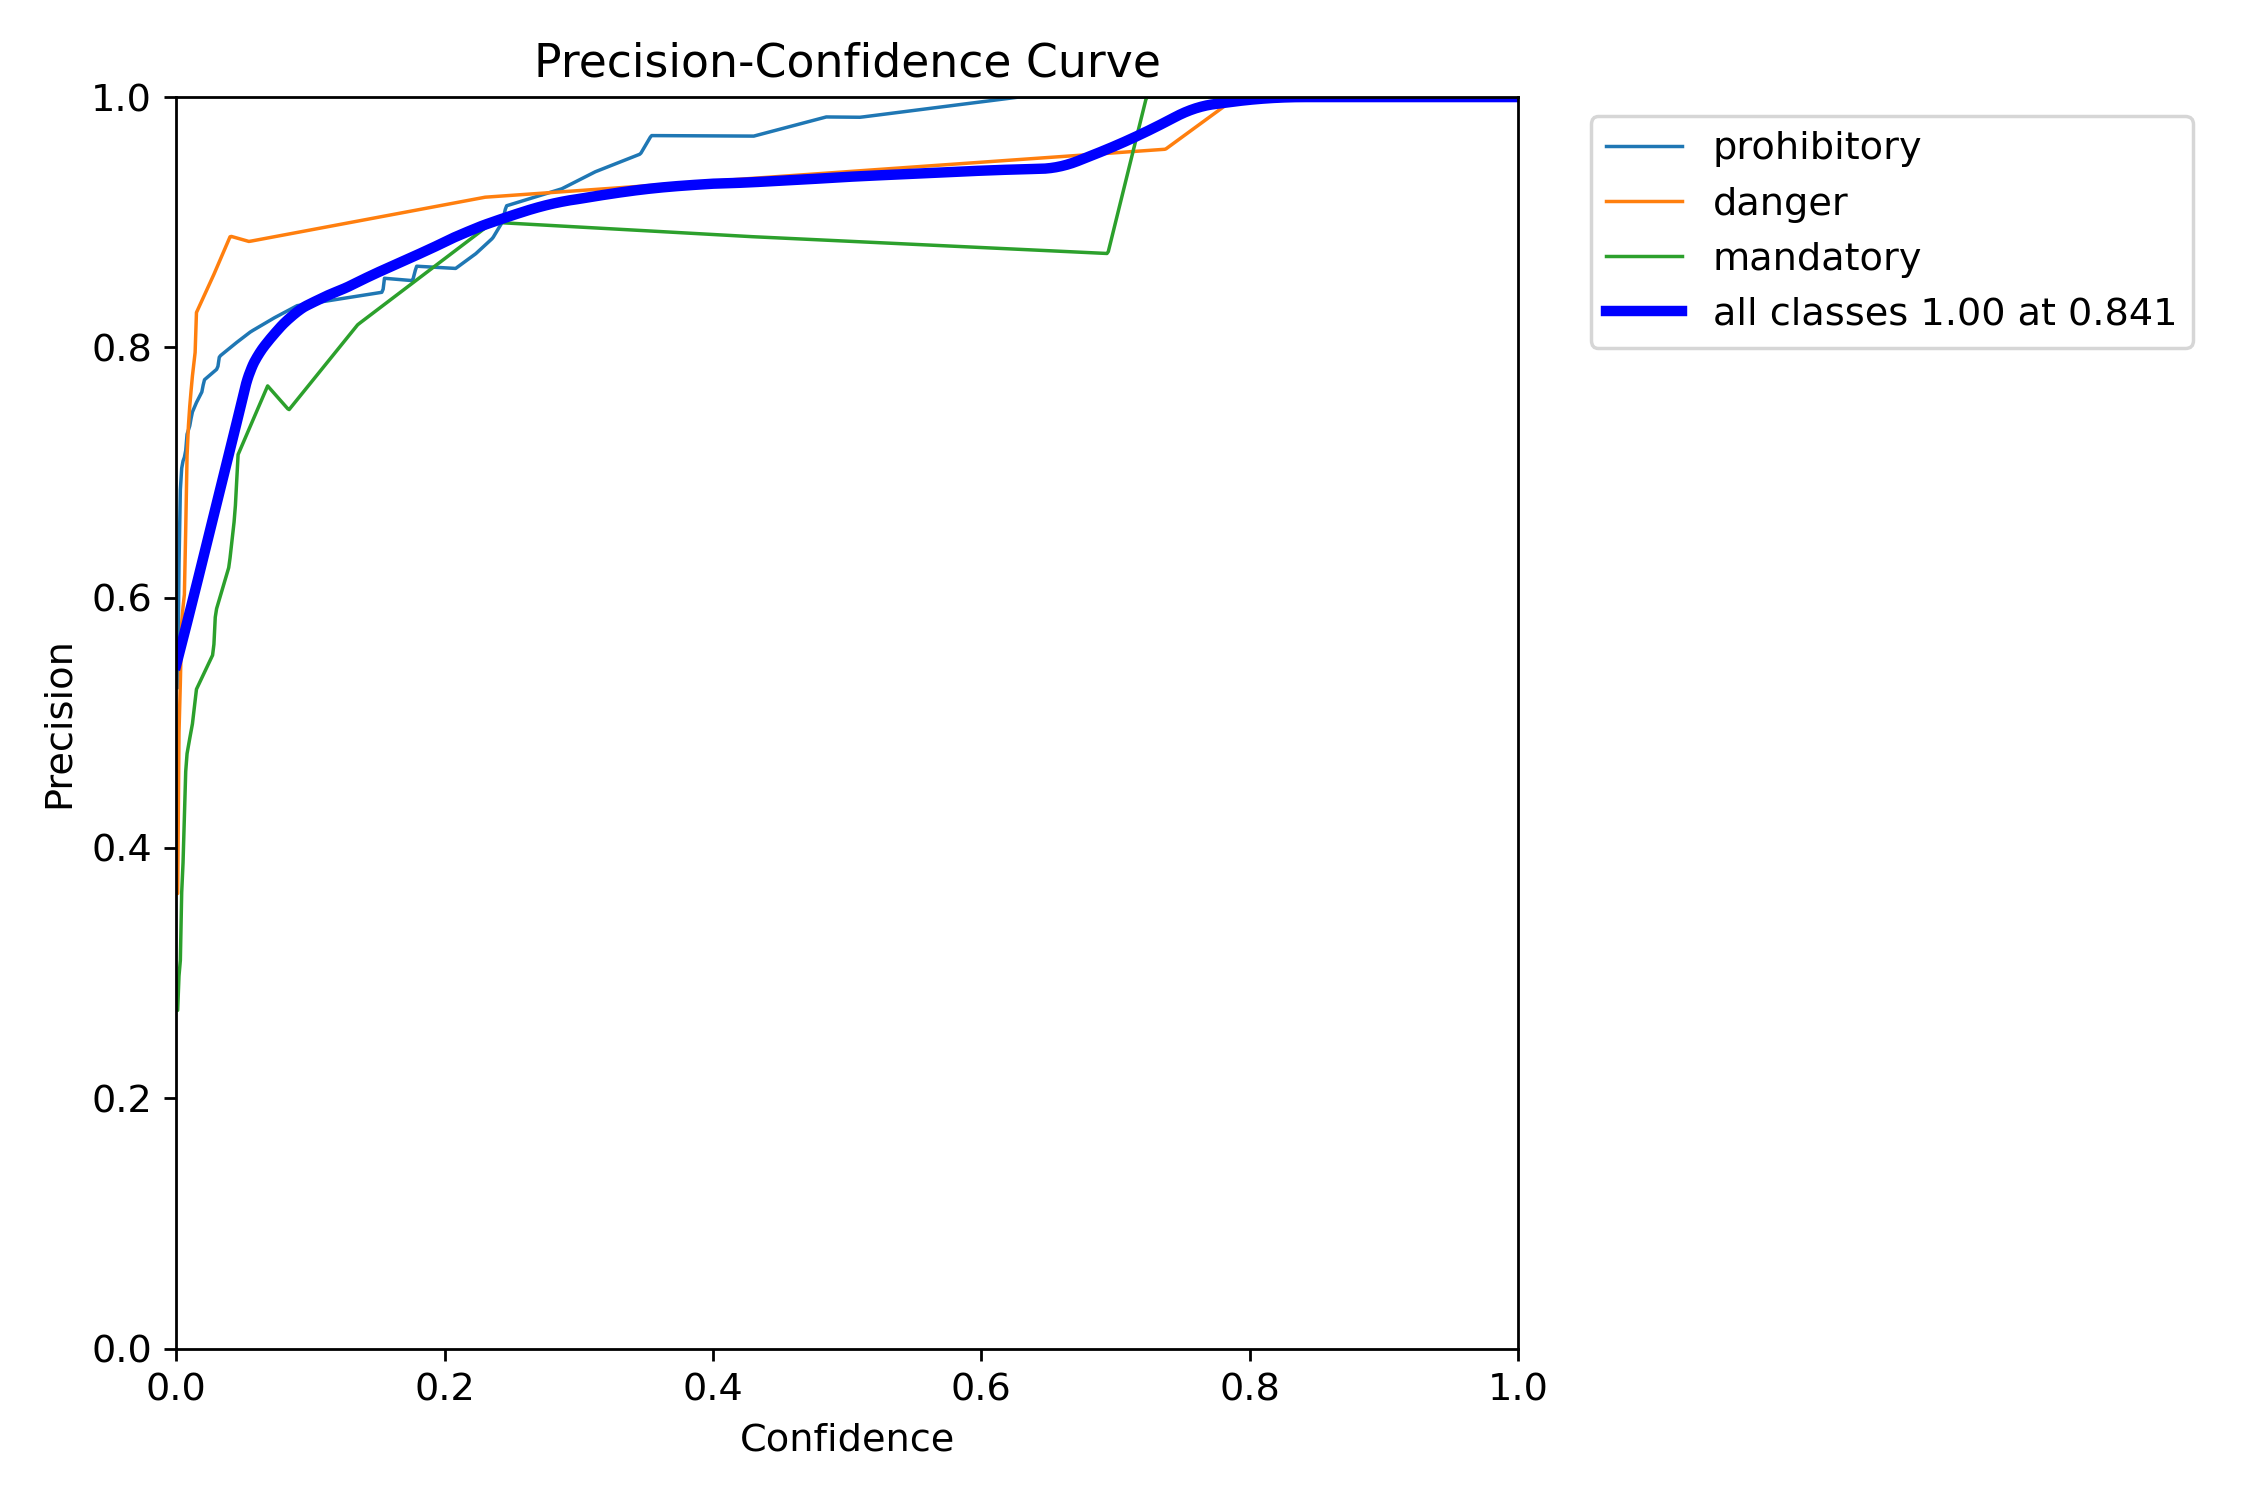 Precision-Confidence Curve
1.0
0.8
0.6
0.4
0.2
0.0
Precision
0.0 0.2 0.4 0.6 0.8 1.0
Confidence
prohibitory
danger
mandatory
all classes 1.00 at 0.841